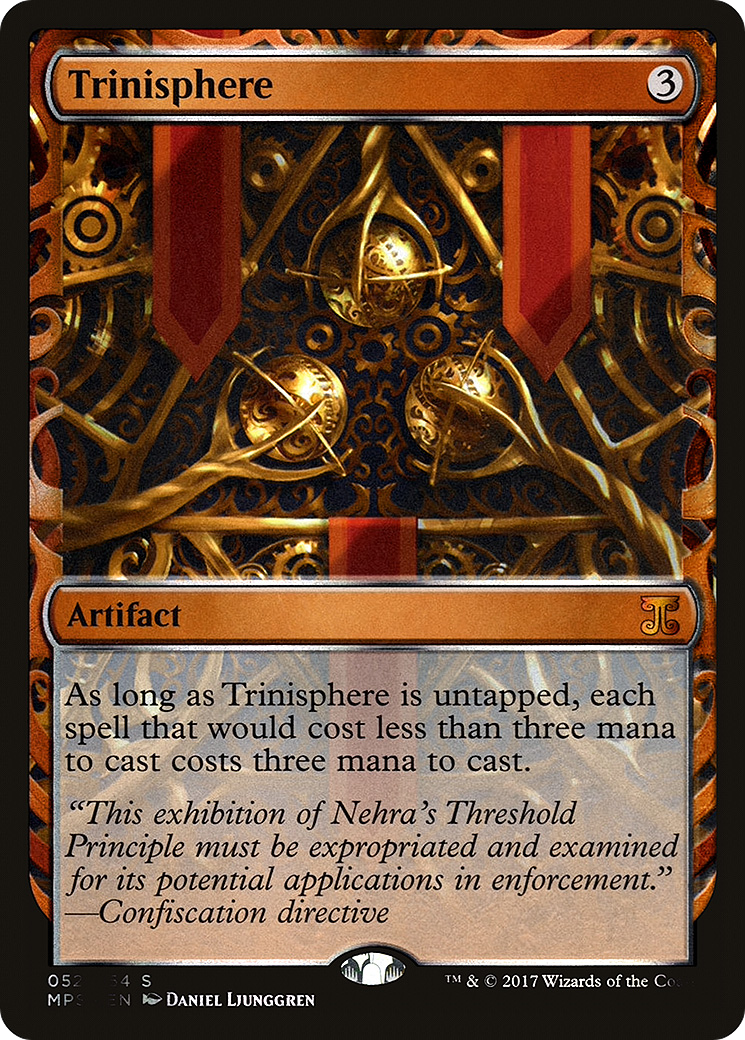 Trinisphere 3
Artifact
As long as Trinisphere is untapped, each
spell that would cost less than three mana
to cast costs three mana to cast.
“This exhibition of Nehra’s Threshold
Principle must be expropriated and examined
for its potential applications in enforcement.”
—Confiscation directive
S
DANIEL LJUNGGREN
™ & © 2017 Wizards of the